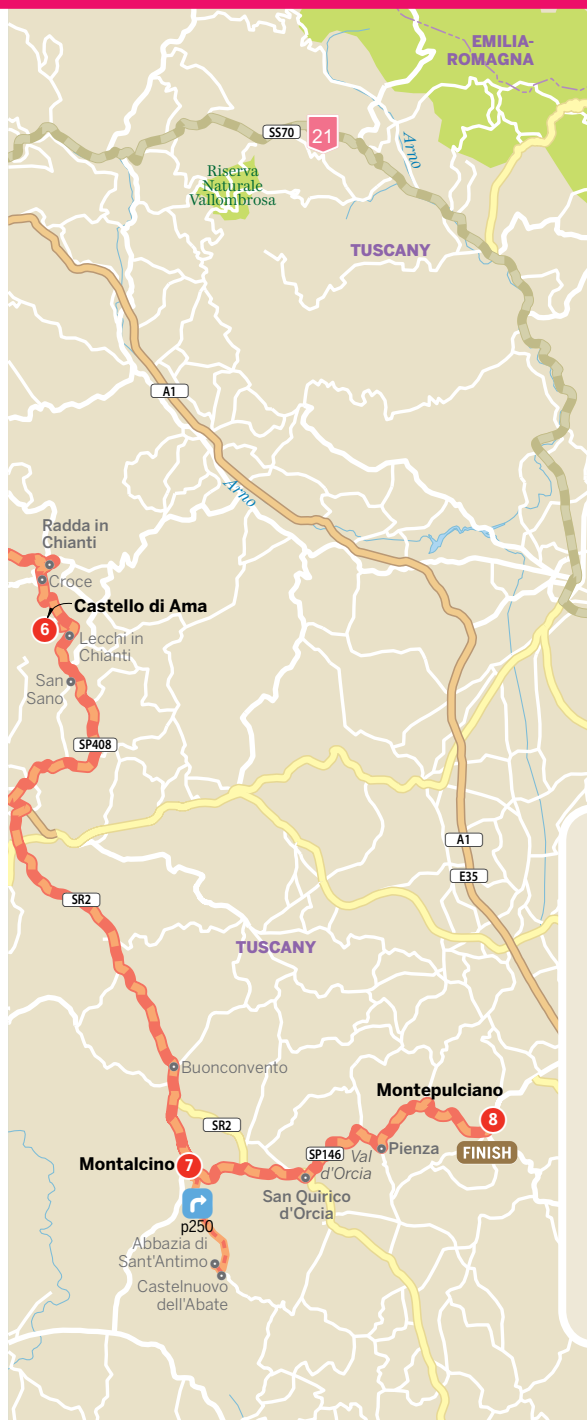 EMILIA-
ROMAGNA
SS70
21
Arno
Riserva
Naturale
Vallombrosa
TUSCANY
A1
Arno
Radda in
Chianti
Croce
Castello di Ama
6
Lecchi in
Chianti
San
Sano
SP408
A1
E35
SR2
TUSCANY
Buonconvento
Montepulciano
8
SR2
FINISH
SP146
Val
d'Orcia
Pienza
Montalcino
7
San Quirico
d'Orcia
p250
Abbazia di
Sant'Antimo
Castelnuovo
dell'Abate